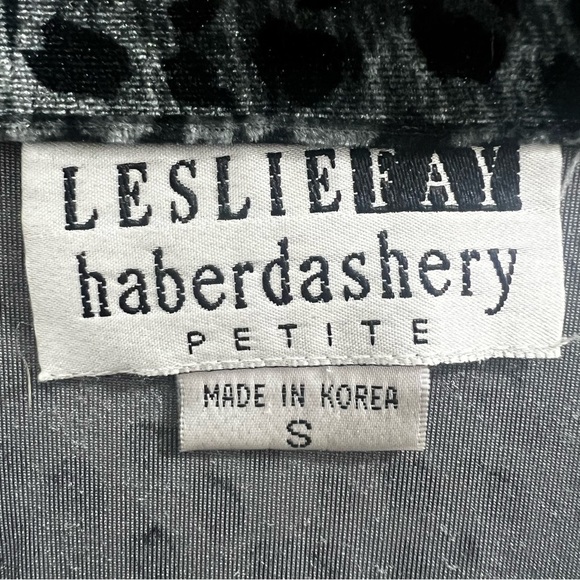 LESLIE FAY
haberdashery
PETITE
MADE IN KOREA
S